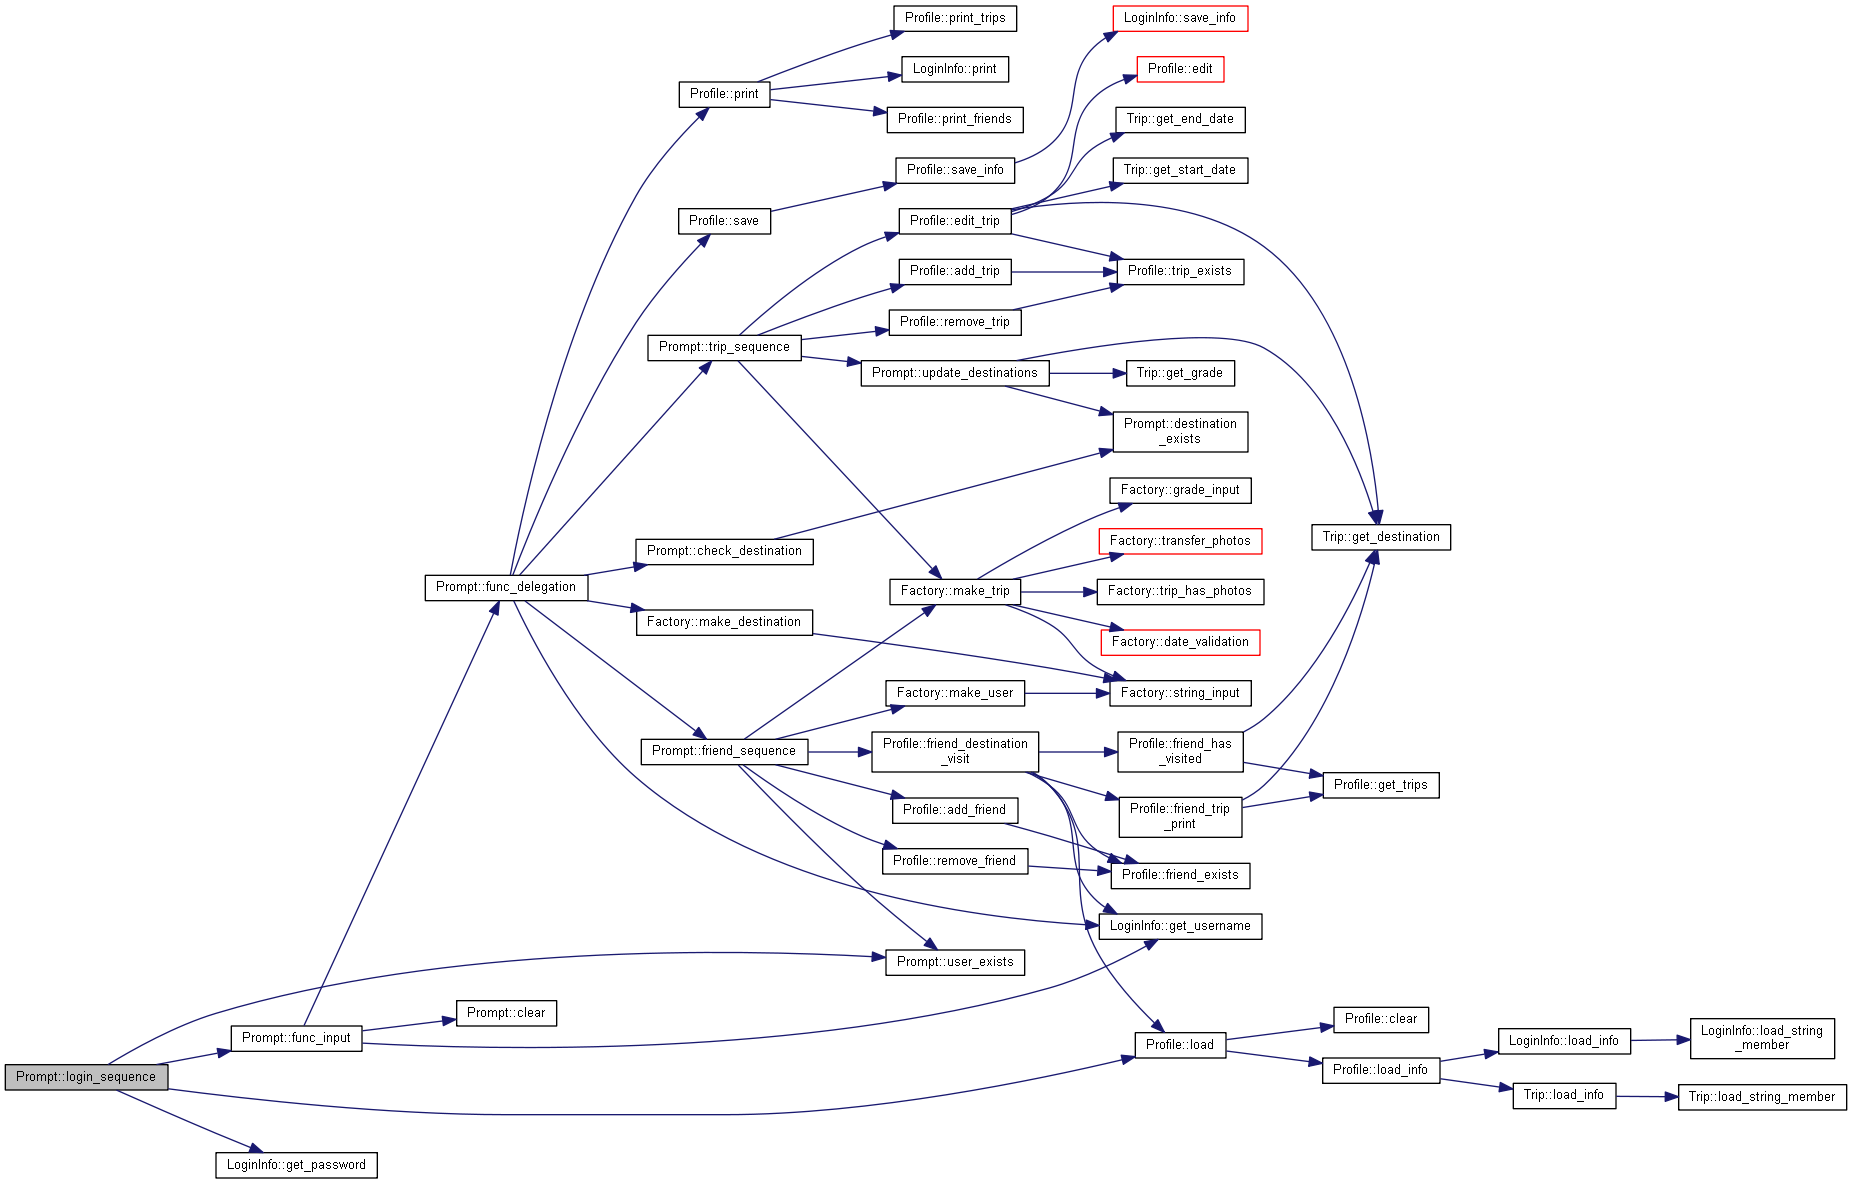 Profile::print_trips
LoginInfo::save_info
LoginInfo::print
Profile::edit
Profile::print
Profile::print_friends
Trip::get_end_date
Profile::save_info
Trip::get_start_date
Profile::save
Profile::edit_trip
Profile::add_trip
Profile::trip_exists
Profile::remove_trip
Prompt::trip_sequence
Prompt::update_destinations
Trip::get_grade
Prompt::destination
_exists
Factory::grade_input
Trip::get_destination
Factory::transfer_photos
Prompt::check_destination
Prompt::func_delegation
Factory::make_trip
Factory::trip_has_photos
Factory::make_destination
Factory::date_validation
Factory::make_user
Factory::string_input
Prompt::friend_sequence
Profile::friend_destination
_visit
Profile::friend_has
_visited
Profile::get_trips
Profile::add_friend
Profile::friend_trip
_print
Profile::remove_friend
Profile::friend_exists
LoginInfo::get_username
Prompt::user_exists
Prompt::clear
Profile::clear
Prompt::func_input
Profile::load
LoginInfo::load_info
LoginInfo::load_string
_member
Prompt::login_sequence
Profile::load_info
Trip::load_info
Trip::load_string_member
LoginInfo::get_password